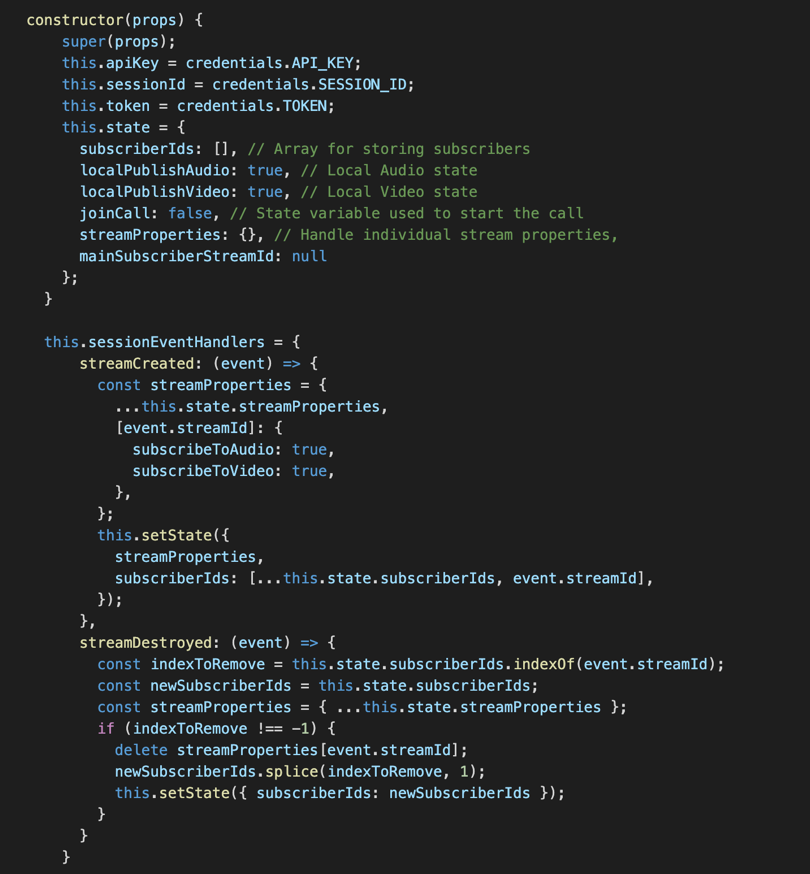 constructor(props) {
super(props);
this.apiKey = credentials.API_KEY;
this.sessionId = credentials.SESSION_ID;
this.token = credentials.TOKEN;
this.state = {
subscriberIds: [], // Array for storing subscribers
localPublishAudio: true, // Local Audio state
localPublishVideo: true, // Local Video state
joinCall: false, // State variable used to start the call
streamProperties: {}, // Handle individual stream properties,
mainSubscriberStreamId: null
};
}
this.sessionEventHandlers = {
streamCreated: (event) => {
const streamProperties = {
...this.state.streamProperties,
[event.streamId]: {
subscribeToAudio: true,
subscribeToVideo: true,
},
};
this.setState({
streamProperties,
subscriberIds: [...this.state.subscriberIds, event.streamId],
});
},
streamDestroyed: (event) => {
const indexToRemove = this.state.subscriberIds.indexOf(event.streamId);
const newSubscriberIds = this.state.subscriberIds;
const streamProperties = { ...this.state.streamProperties };
if (indexToRemove !== -1) {
delete streamProperties[event.streamId];
newSubscriberIds.splice(indexToRemove, 1);
this.setState({ subscriberIds: newSubscriberIds });
}
}
}